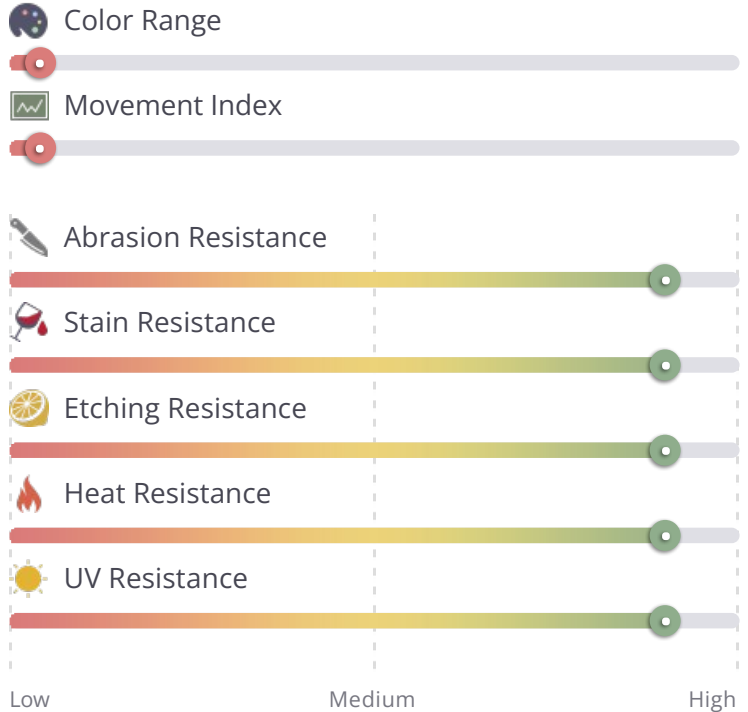 Color Range
Movement Index
Abrasion Resistance
Stain Resistance
Etching Resistance
Heat Resistance
UV Resistance
Low Medium High